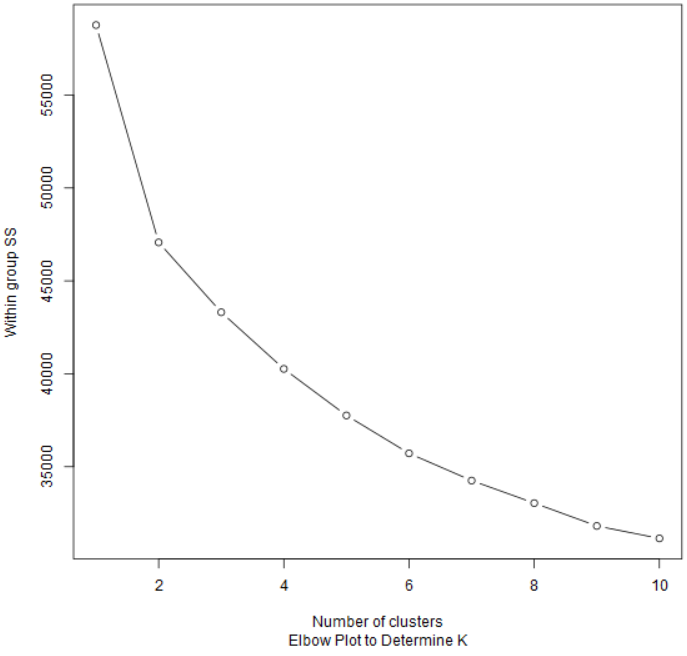 55000
50000
45000
40000
35000
Within group SS
2 4 6 8 10
Number of clusters
Elbow Plot to Determine K